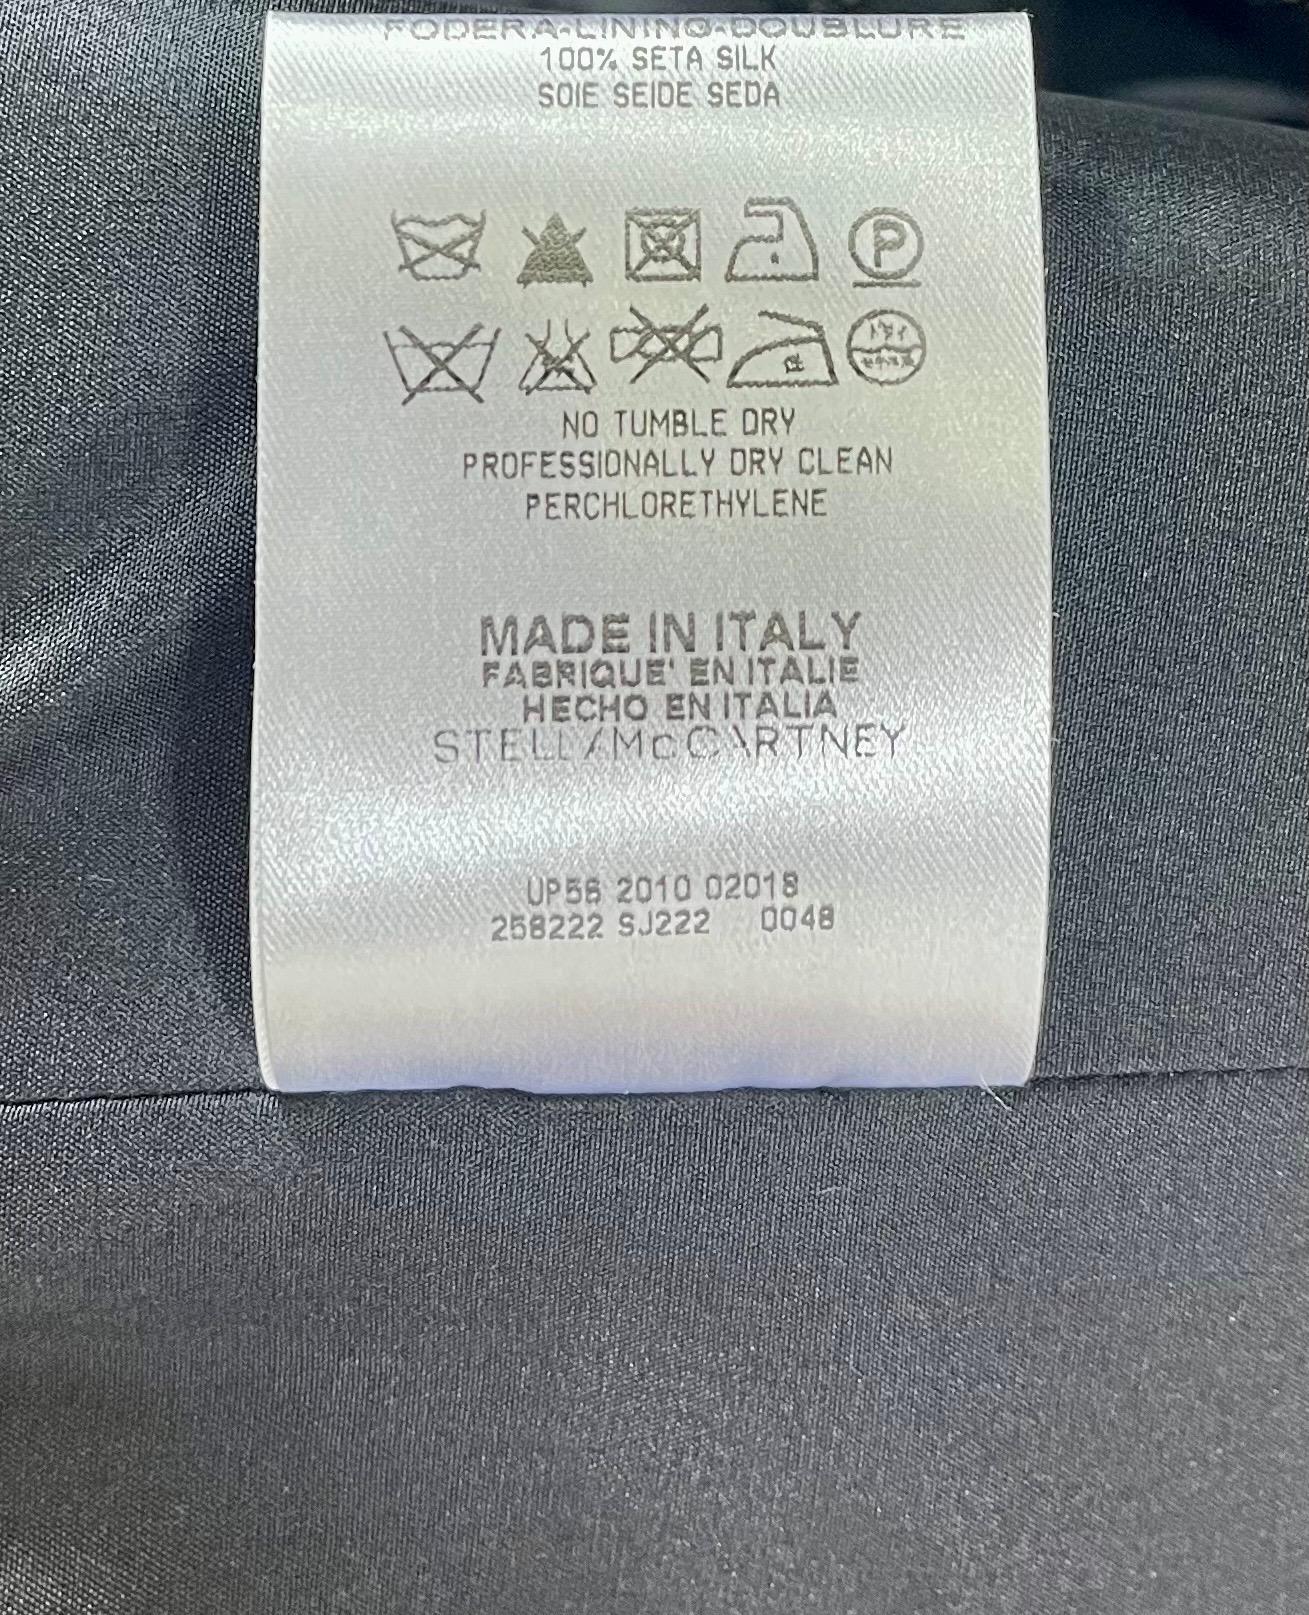 FODERA-LINING-DOUBLURE
100% SETA SILK
SOIE SEIDE SEDA
P
NO TUMBLE DRY
PROFESSIONALLY DRY CLEAN
PERCHLORETHYLENE
MADE IN ITALY
FABRIQUE' EN ITALIE
HECHO EN ITALIA
STELLA McCARTNEY
UP56 2010 02018
258222 SJ222 0048